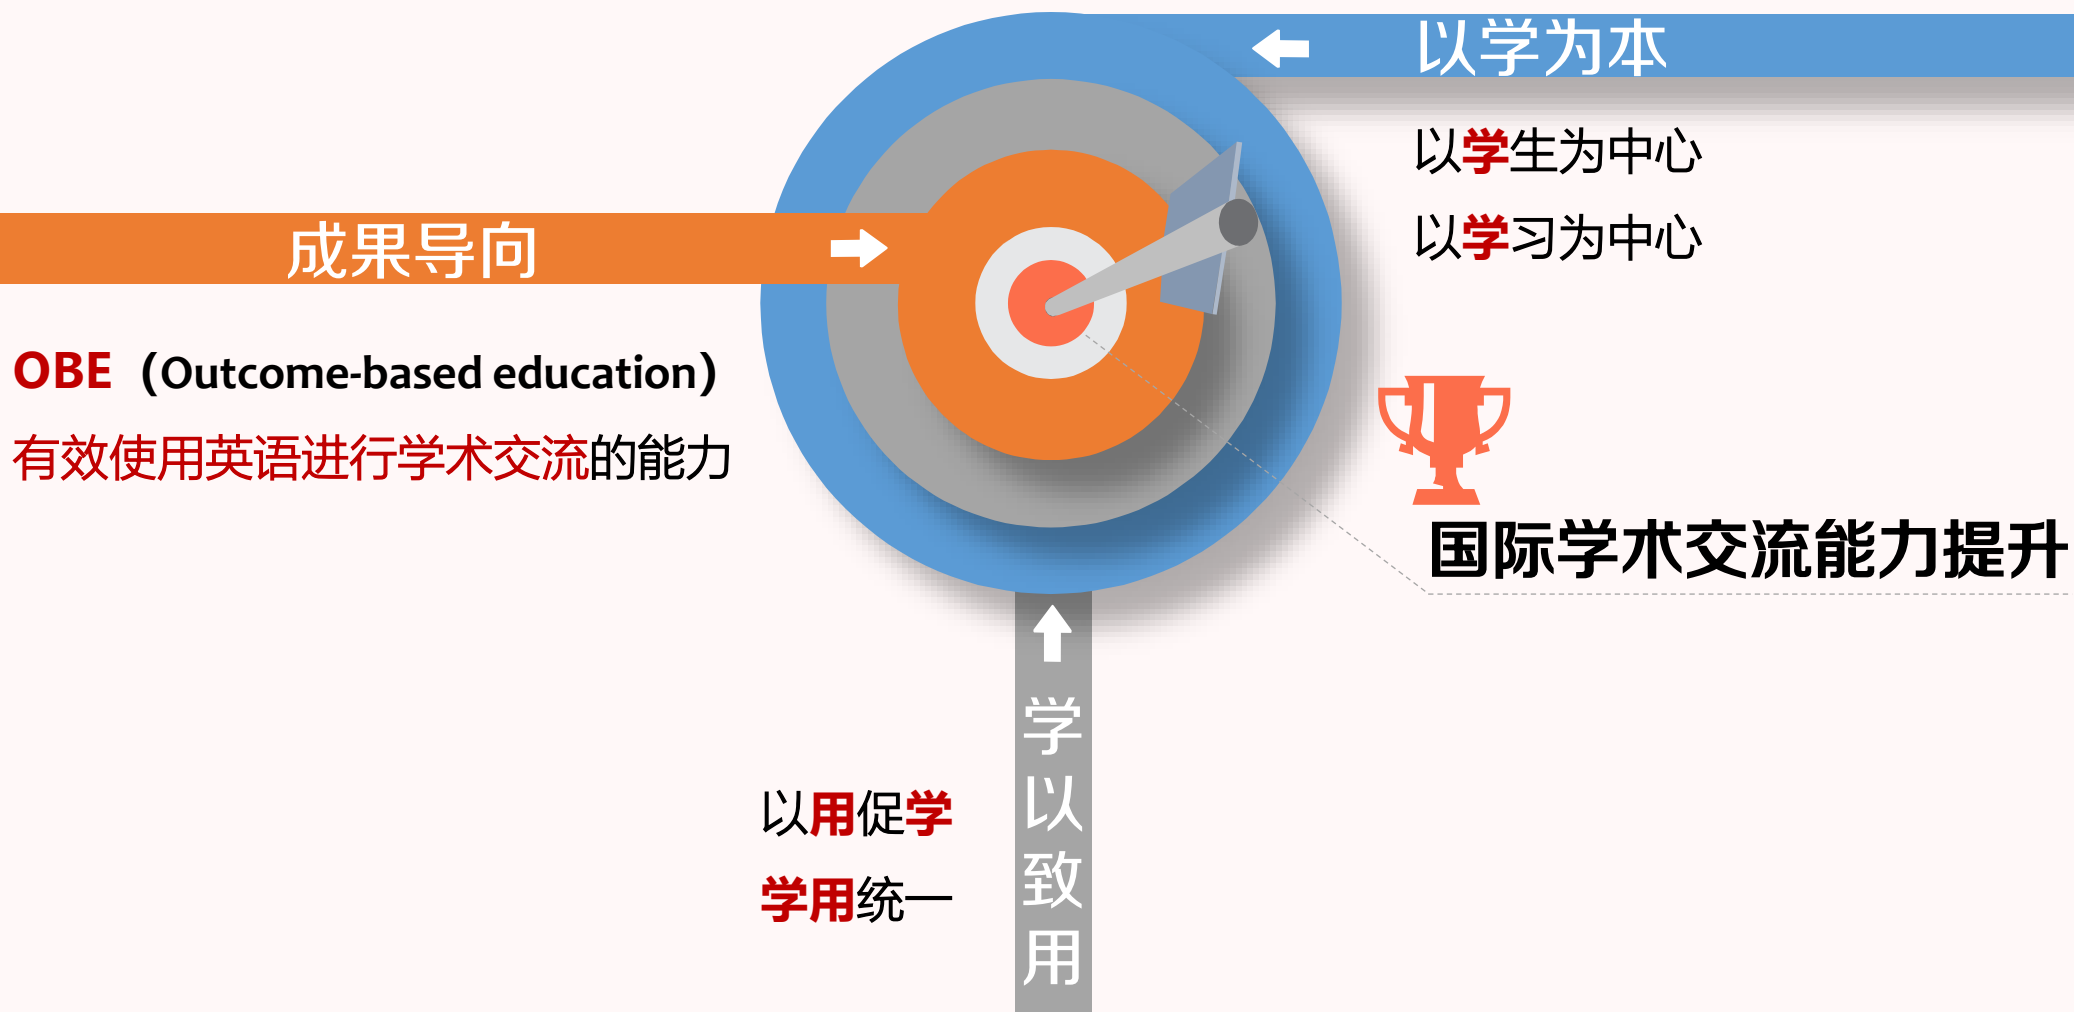 以学为本
以学生为中心
以学习为中心
成果导向
OBE（Outcome-based education）
有效使用英语进行学术交流的能力
国际学术交流能力提升
学以致用
以用促学
学用统一